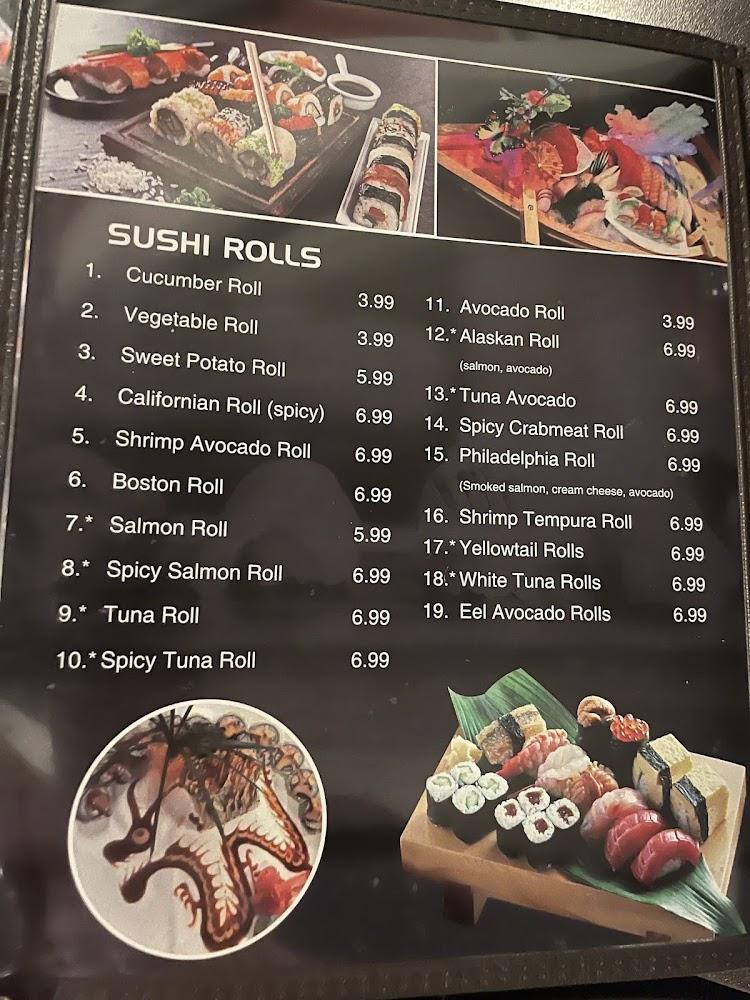 SUSHI ROLLS
1. Cucumber Roll 3.99
2. Vegetable Roll 3.99
3. Sweet Potato Roll 5.99
4. Californian Roll (spicy) 6.99
5. Shrimp Avocado Roll 6.99
6. Boston Roll 6.99
7.* Salmon Roll 5.99
8.* Spicy Salmon Roll 6.99
9.* Tuna Roll 6.99
10.* Spicy Tuna Roll 6.99
11. Avocado Roll 3.99
12.* Alaskan Roll 6.99
(salmon, avocado)
13.* Tuna Avocado 6.99
14. Spicy Crabmeat Roll 6.99
15. Philadelphia Roll 6.99
(Smoked salmon, cream cheese, avocado)
16. Shrimp Tempura Roll 6.99
17.* Yellowtail Rolls 6.99
18.* White Tuna Rolls 6.99
19. Eel Avocado Rolls 6.99